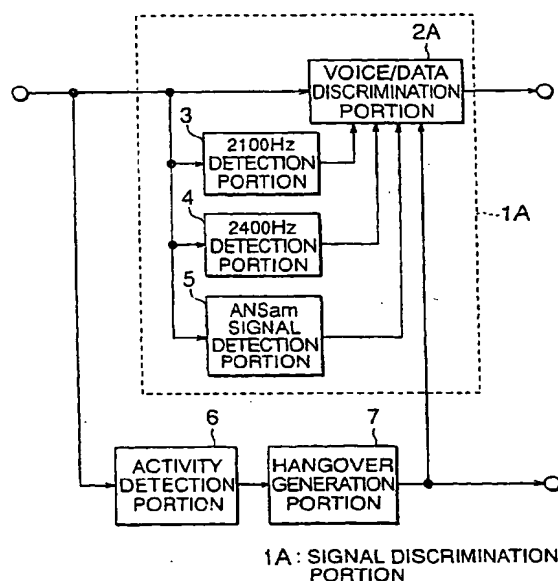 2A
VOICE/DATA
DISCRIMINATION
PORTION
3
2100Hz
DETECTION
PORTION
4
2400Hz
DETECTION
PORTION
1A
5
ANSam
SIGNAL
DETECTION
PORTION
6
ACTIVITY
DETECTION
PORTION
7
HANGOVER
GENERATION
PORTION
1A : SIGNAL DISCRIMINATION
PORTION